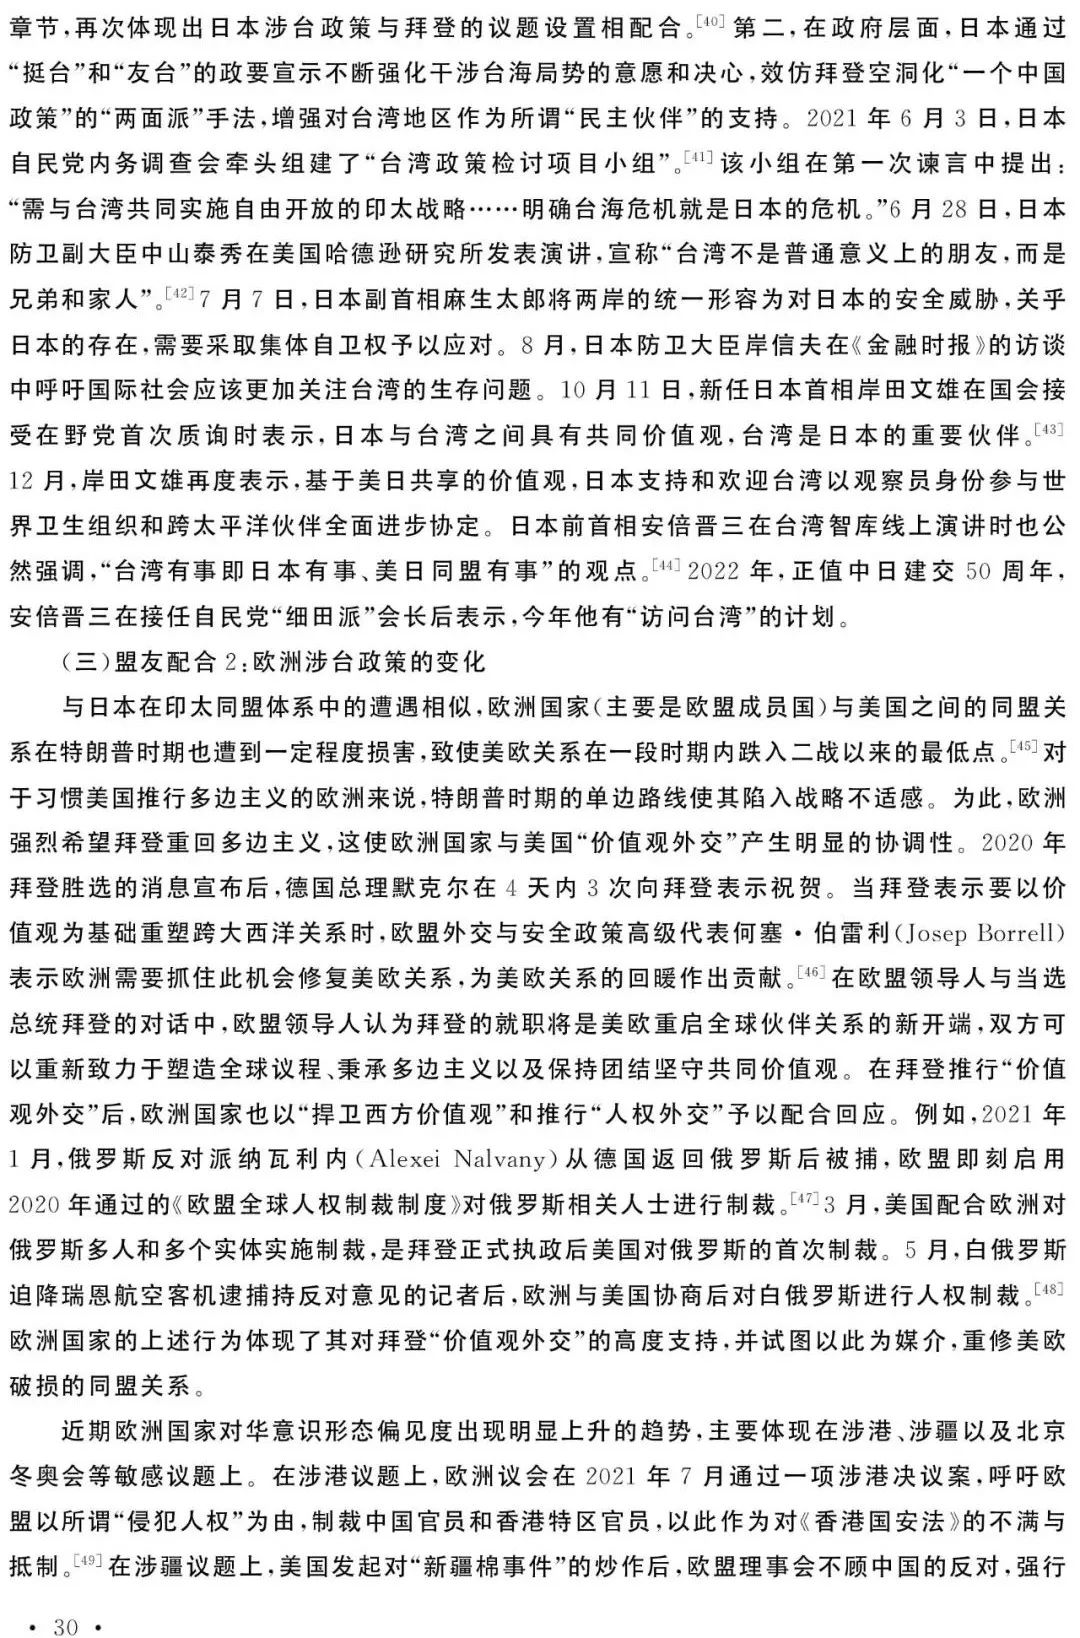 章节,再次体现出日本涉台政策与拜登的议题设置相配合。[40]第二,在政府层面,日本通过
“挺台”和“友台”的政要宣示不断强化干涉台海局势的意愿和决心,效仿拜登空洞化“一个中国
政策”的“两面派”手法,增强对台湾地区作为所谓“民主伙伴”的支持。2021 年 6 月 3 日,日本
自民党内务调查会牵头组建了“台湾政策检讨项目小组”。[41]该小组在第一次谏言中提出:
“需与台湾共同实施自由开放的印太战略……明确台海危机就是日本的危机。”6 月 28 日,日本
防卫副大臣中山泰秀在美国哈德逊研究所发表演讲,宣称“台湾不是普通意义上的朋友,而是
兄弟和家人”。[42]7 月 7 日,日本副首相麻生太郎将两岸的统一形容为对日本的安全威胁,关乎
日本的存在,需要采取集体自卫权予以应对。8 月,日本防卫大臣岸信夫在《金融时报》的访谈
中呼吁国际社会应该更加关注台湾的生存问题。10 月 11 日,新任日本首相岸田文雄在国会接
受在野党首次质询时表示,日本与台湾之间具有共同价值观,台湾是日本的重要伙伴。[43]
12 月,岸田文雄再度表示,基于美日共享的价值观,日本支持和欢迎台湾以观察员身份参与世
界卫生组织和跨太平洋伙伴全面进步协定。日本前首相安倍晋三在台湾智库线上演讲时也公
然强调,“台湾有事即日本有事、美日同盟有事”的观点。[44]2022 年,正值中日建交 50 周年,
安倍晋三在接任自民党“细田派”会长后表示,今年他有“访问台湾”的计划。
(三)盟友配合 2:欧洲涉台政策的变化
与日本在印太同盟体系中的遭遇相似,欧洲国家(主要是欧盟成员国)与美国之间的同盟关
系在特朗普时期也遭到一定程度损害,致使美欧关系在一段时期内跌入二战以来的最低点。[45]对
于习惯美国推行多边主义的欧洲来说,特朗普时期的单边路线使其陷入战略不适感。为此,欧洲
强烈希望拜登重回多边主义,这使欧洲国家与美国“价值观外交”产生明显的协调性。2020 年
拜登胜选的消息宣布后,德国总理默克尔在 4 天内 3 次向拜登表示祝贺。当拜登表示要以价
值观为基础重塑跨大西洋关系时,欧盟外交与安全政策高级代表何塞·伯雷利(Josep Borrell)
表示欧洲需要抓住此机会修复美欧关系,为美欧关系的回暖作出贡献。[46]在欧盟领导人与当选
总统拜登的对话中,欧盟领导人认为拜登的就职将是美欧重启全球伙伴关系的新开端,双方可
以重新致力于塑造全球议程、秉承多边主义以及保持团结坚守共同价值观。在拜登推行“价值
观外交”后,欧洲国家也以“捍卫西方价值观”和推行“人权外交”予以配合回应。例如,2021 年
1 月,俄罗斯反对派纳瓦利内(Alexei Nalvany)从德国返回俄罗斯后被捕,欧盟即刻启用
2020 年通过的《欧盟全球人权制裁制度》对俄罗斯相关人士进行制裁。[47]3 月,美国配合欧洲对
俄罗斯多人和多个实体实施制裁,是拜登正式执政后美国对俄罗斯的首次制裁。5 月,白俄罗斯
迫降瑞恩航空客机逮捕持反对意见的记者后,欧洲与美国协商后对白俄罗斯进行人权制裁。[48]
欧洲国家的上述行为体现了其对拜登“价值观外交”的高度支持,并试图以此为媒介,重修美欧
破损的同盟关系。
近期欧洲国家对华意识形态偏见度出现明显上升的趋势,主要体现在涉港、涉疆以及北京
冬奥会等敏感议题上。在涉港议题上,欧洲议会在 2021 年 7 月通过一项涉港决议案,呼吁欧
盟以所谓“侵犯人权”为由,制裁中国官员和香港特区官员,以此作为对《香港国安法》的不满与
抵制。[49]在涉疆议题上,美国发起对“新疆棉事件”的炒作后,欧盟理事会不顾中国的反对,强行
· 30 ·